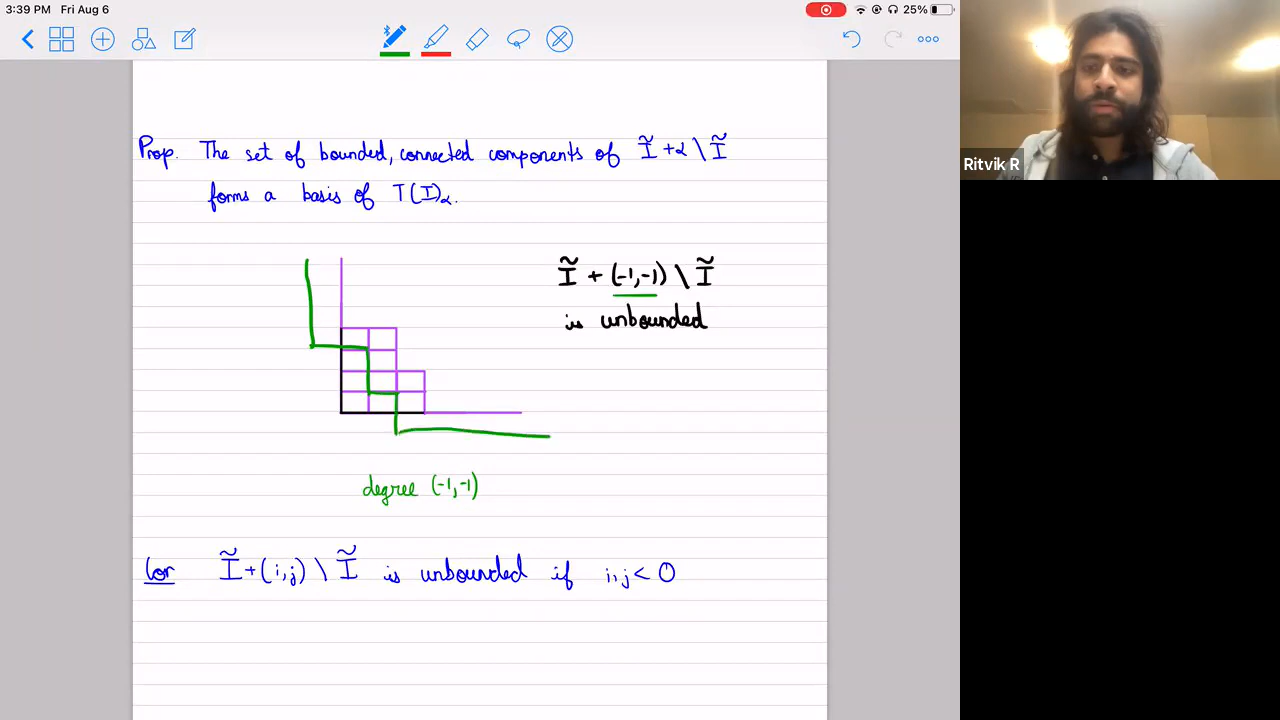 3:39 PM Fri Aug 6
25%
Ritvik R
Prop. The set of bounded, connected components of Ĩ + α \ Ĩ
forms a basis of T(I)α.
Ĩ + (-1,-1) \ Ĩ
is unbounded
degree (-1,-1)
Cor Ĩ + (i,j) \ Ĩ is unbounded if i,j < 0